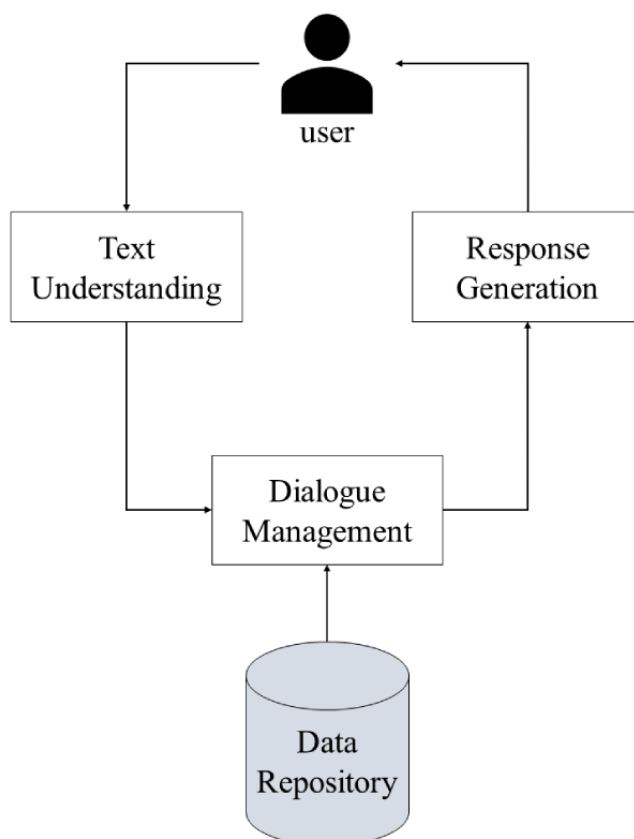 user
Text
Understanding
Response
Generation
Dialogue
Management
Data
Repository